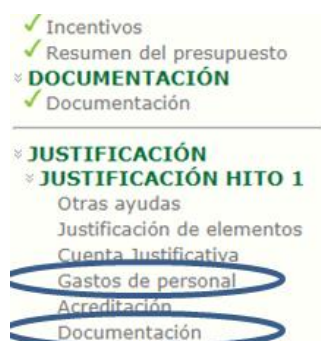 Incentivos
Resumen del presupuesto
DOCUMENTACIÓN
Documentación
JUSTIFICACIÓN
JUSTIFICACIÓN HITO 1
Otras ayudas
Justificación de elementos
Cuenta Justificativa
Gastos de personal
Acreditación
Documentación